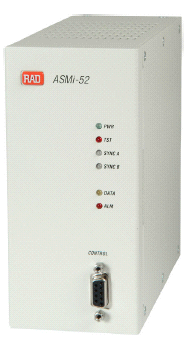 RAD ASMi-52
PWR
TST
SYNC A
SYNC B
DATA
ALM
CONTROL